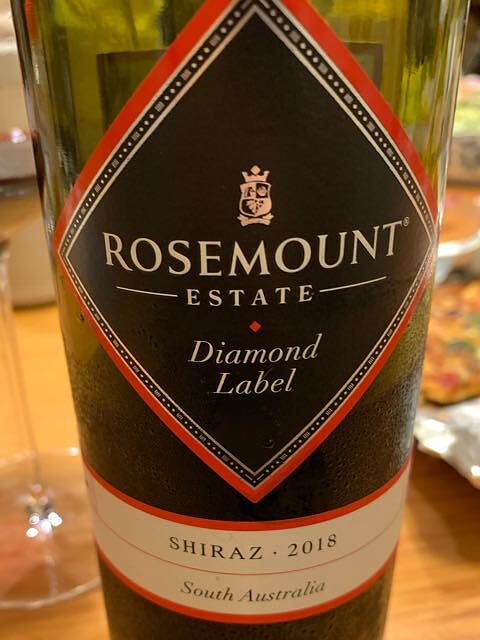 ROSEMOUNT®
ESTATE
Diamond
Label
SHIRAZ · 2018
South Australia